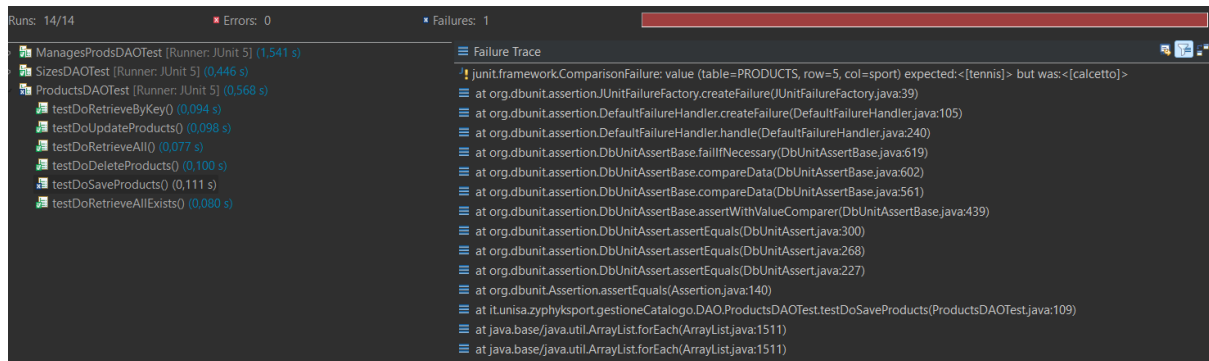 Runs: 14/14 Errors: 0 Failures: 1
ManagesProdsDAOTest [Runner: JUnit 5] (1,541 s)
SizesDAOTest [Runner: JUnit 5] (0,446 s)
ProductsDAOTest [Runner: JUnit 5] (0,568 s)
testDoRetrieveByKey() (0,094 s)
testDoUpdateProducts() (0,098 s)
testDoRetrieveAll() (0,077 s)
testDoDeleteProducts() (0,100 s)
testDoSaveProducts() (0,111 s)
testDoRetrieveAllExists() (0,080 s)
Failure Trace
junit.framework.ComparisonFailure: value (table=PRODUCTS, row=5, col=sport) expected:<[tennis]> but was:<[calcetto]>
at org.dbunit.assertion.JUnitFailureFactory.createFailure(JUnitFailureFactory.java:39)
at org.dbunit.assertion.DefaultFailureHandler.createFailure(DefaultFailureHandler.java:105)
at org.dbunit.assertion.DefaultFailureHandler.handle(DefaultFailureHandler.java:240)
at org.dbunit.assertion.DbUnitAssertBase.failIfNecessary(DbUnitAssertBase.java:619)
at org.dbunit.assertion.DbUnitAssertBase.compareData(DbUnitAssertBase.java:602)
at org.dbunit.assertion.DbUnitAssertBase.compareData(DbUnitAssertBase.java:561)
at org.dbunit.assertion.DbUnitAssertBase.assertWithValueComparer(DbUnitAssertBase.java:439)
at org.dbunit.assertion.DbUnitAssert.assertEquals(DbUnitAssert.java:300)
at org.dbunit.assertion.DbUnitAssert.assertEquals(DbUnitAssert.java:268)
at org.dbunit.assertion.DbUnitAssert.assertEquals(DbUnitAssert.java:227)
at org.dbunit.Assertion.assertEquals(Assertion.java:140)
at it.unisa.zyphyksport.gestioneCatalogo.DAO.ProductsDAOTest.testDoSaveProducts(ProductsDAOTest.java:109)
at java.base/java.util.ArrayList.forEach(ArrayList.java:1511)
at java.base/java.util.ArrayList.forEach(ArrayList.java:1511)